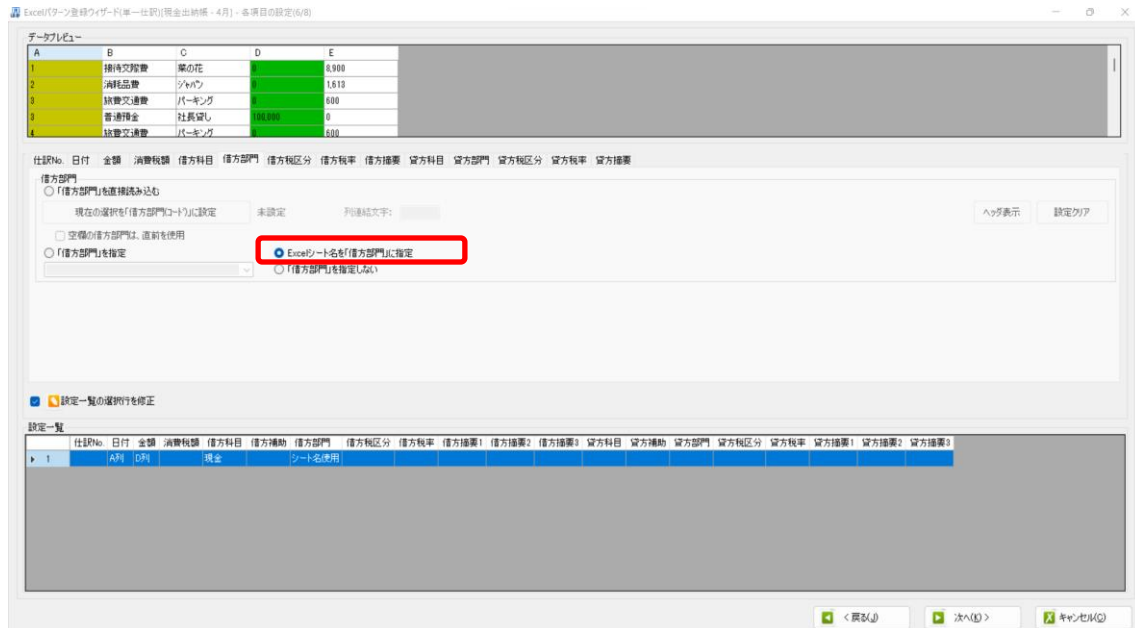 Excelパターン登録ウィザード(単一仕訳)[現金出納帳 - 4月] - 各項目の設定(6/8)
データプレビュー
A B C D E
1 接待交際費 菜の花 0 8,900
2 消耗品費 ジャパン 0 1,613
3 旅費交通費 パーキング 0 600
3 普通預金 社長貸し 100,000 0
4 旅費交通費 パーキング 0 600
仕訳No. 日付 金額 消費税額 借方科目 借方部門 借方税区分 借方税率 借方摘要 貸方科目 貸方部門 貸方税区分 貸方税率 貸方摘要
借方部門
「借方部門」を直接読み込む
現在の選択を「借方部門(コード)」に設定 未設定 列連結文字: ヘッダ表示 設定クリア
空欄の借方部門は、直前を使用
「借方部門」を指定 Excelシート名を「借方部門」に指定
「借方部門」を指定しない
設定一覧の選択行を修正
設定一覧
仕訳No. 日付 金額 消費税額 借方科目 借方補助 借方部門 借方税区分 借方税率 借方摘要1 借方摘要2 借方摘要3 貸方科目 貸方補助 貸方部門 貸方税区分 貸方税率 貸方摘要1 貸方摘要2 貸方摘要3
1 A列 D列 現金 シート名使用
< 戻る(J) 次へ(K) > キャンセル(C)